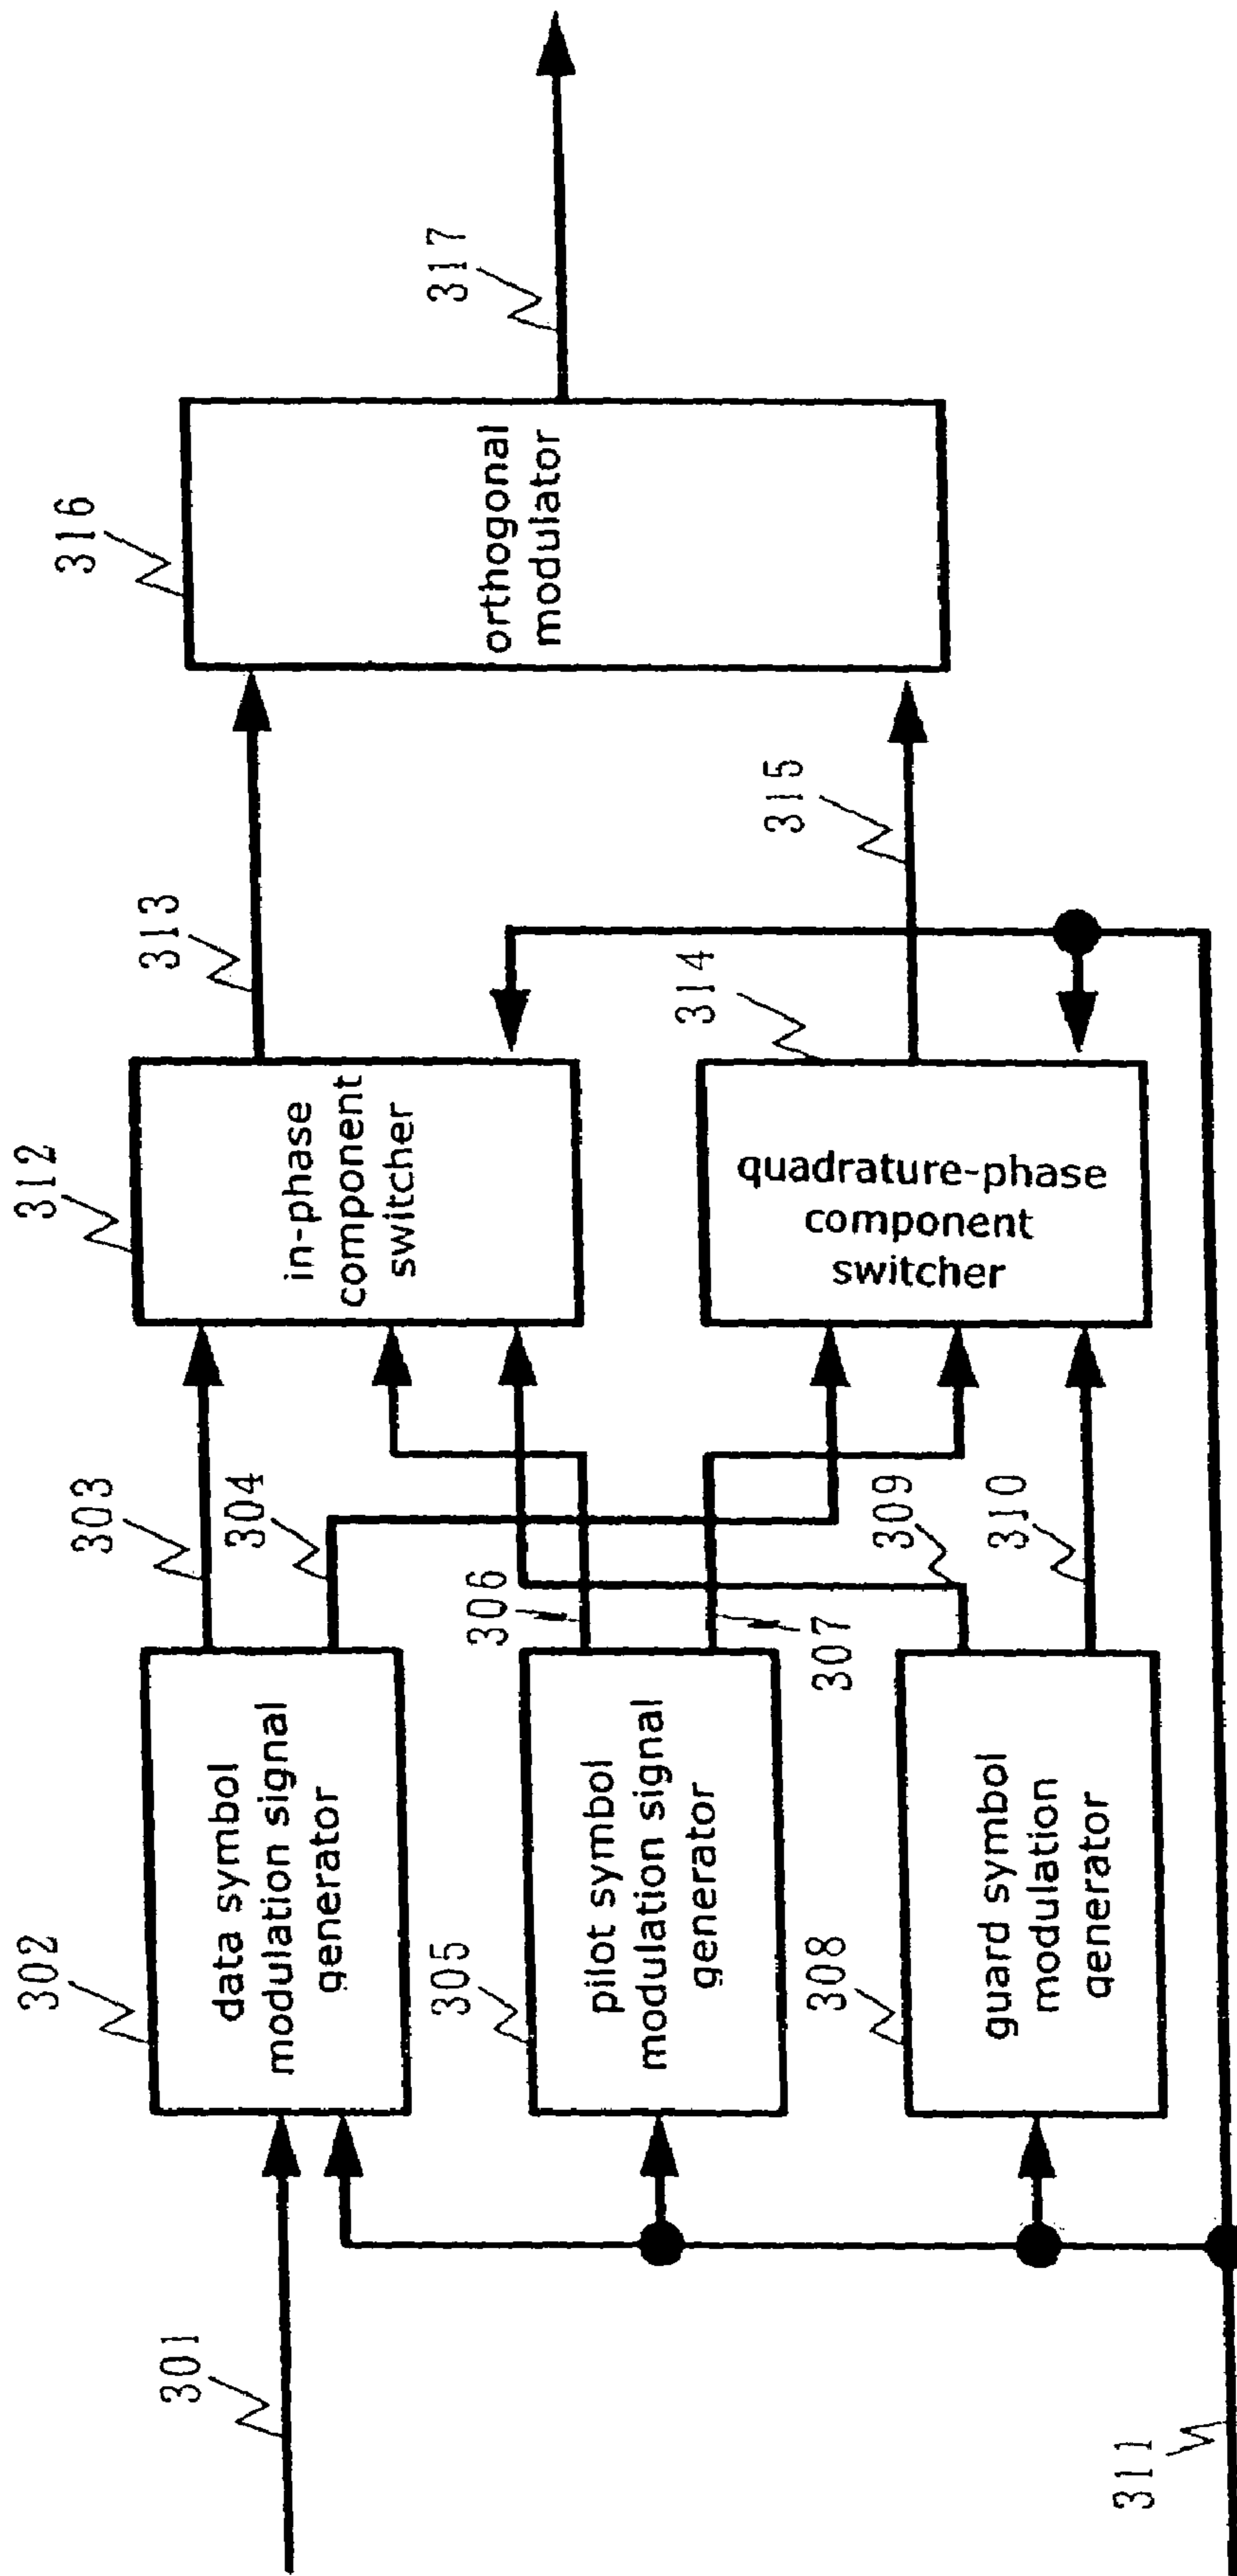 301
311
302
data symbol
modulation signal
generator
305
pilot symbol
modulation signal
generator
308
guard symbol
modulation
generator
303
304
306
307
309
310
312
in-phase
component
switcher
quadrature-phase
component
switcher
314
313
315
316
orthogonal
modulator
317